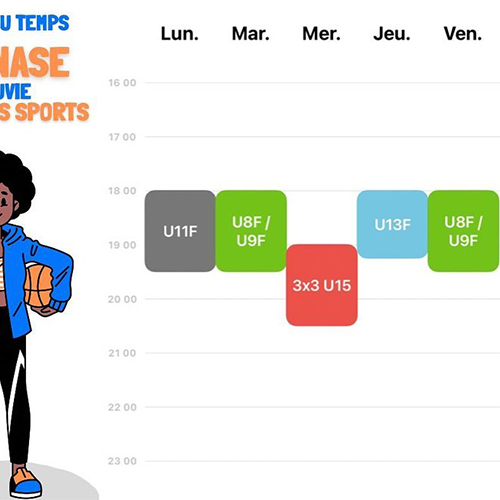 U TEMPS
NASE
UVIE
S SPORTS
Lun. Mar. Mer. Jeu. Ven.
16 00
17 00
18 00
19 00
20 00
21 00
22 00
23 00
U11F
U8F /
U9F
3x3 U15
U13F
U8F /
U9F